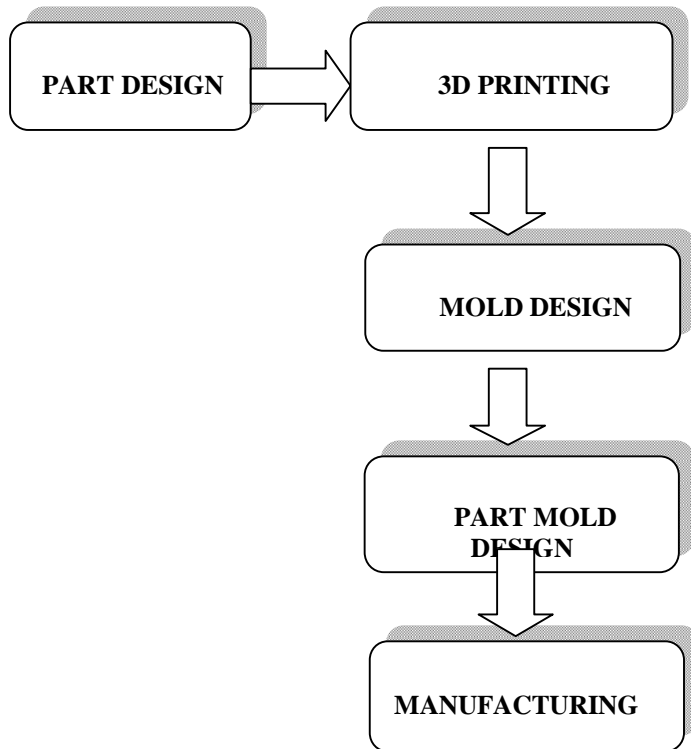 PART DESIGN
3D PRINTING
MOLD DESIGN
PART MOLD
DESIGN
MANUFACTURING